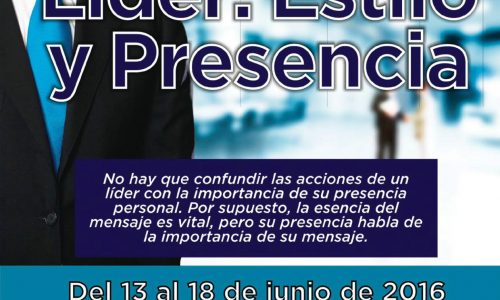 Líder: Estilo
y Presencia
No hay que confundir las acciones de un
líder con la importancia de su presencia
personal. Por supuesto, la esencia del
mensaje es vital, pero su presencia habla de
la importancia de su mensaje.
Del 13 al 18 de junio de 2016